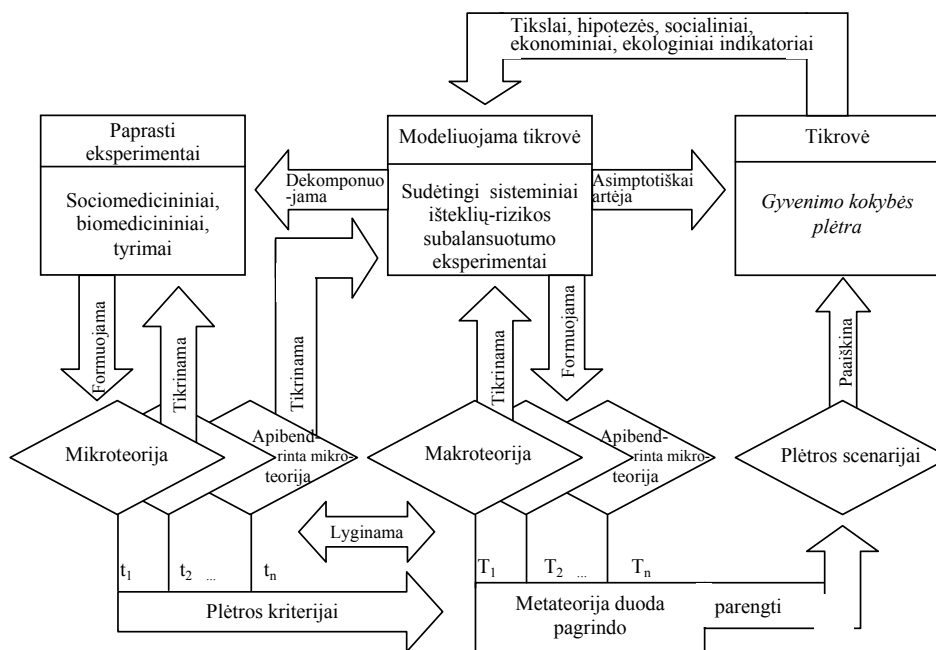 Tikslai, hipotezės, socialiniai,
ekonominiai, ekologiniai indikatoriai
Paprasti
eksperimentai
Modeliuojama tikrovė
Tikrovė
Sociomedicininiai,
biomedicininiai,
tyrimai
Dekomponuo
-jama
Sudėtingi sisteminiai
išteklių-rizikos
subalansuotumo
eksperimentai
Asimptotiškai
artėja
Gyvenimo kokybės
plėtra
Formuojama
Tikrinama
Tikrinama
Tikrinama
Formuojama
Paaiškina
Mikroteorija
Apibend-
rinta mikro-
teorija
Makroteorija
Apibend-
rinta mikro-
teorija
Plėtros scenarijai
Lyginama
t1 t2 ... tn
T1 T2 ... Tn
Plėtros kriterijai
Metateorija duoda parengti
pagrindo